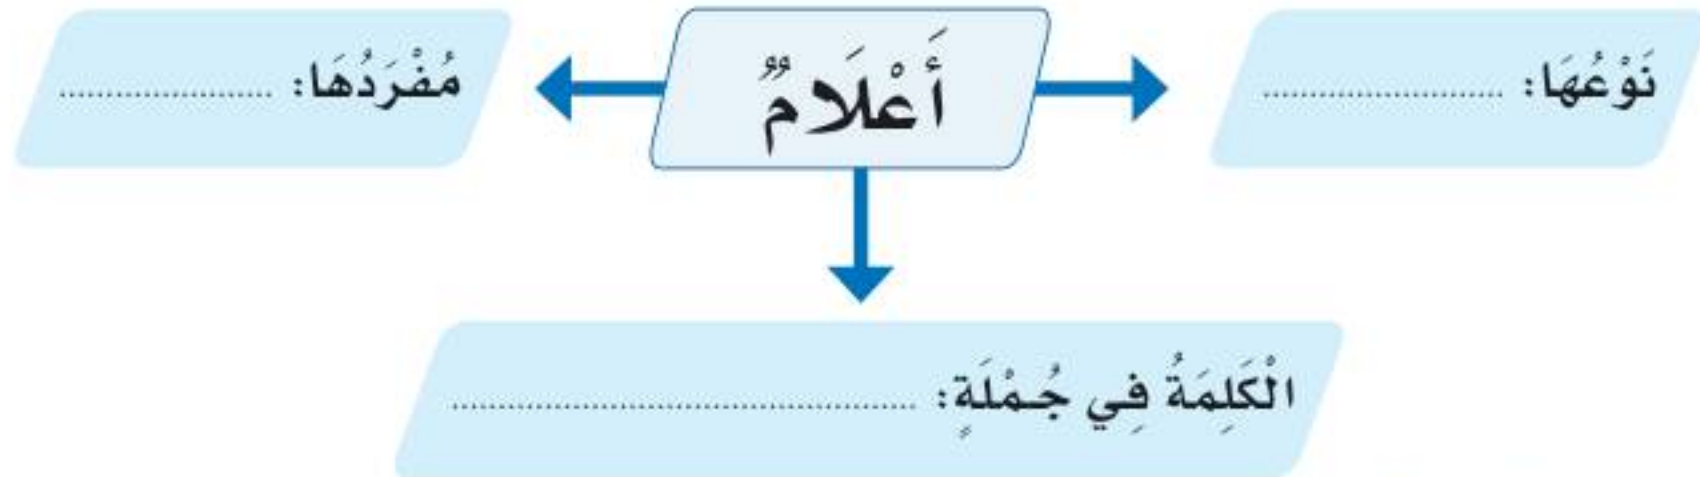 نَوْعُهَا: ........................
أَعْلَامٌ
مُفْرَدُهَا: ......................
الْكَلِمَةُ فِي جُمْلَةٍ: ...............................................